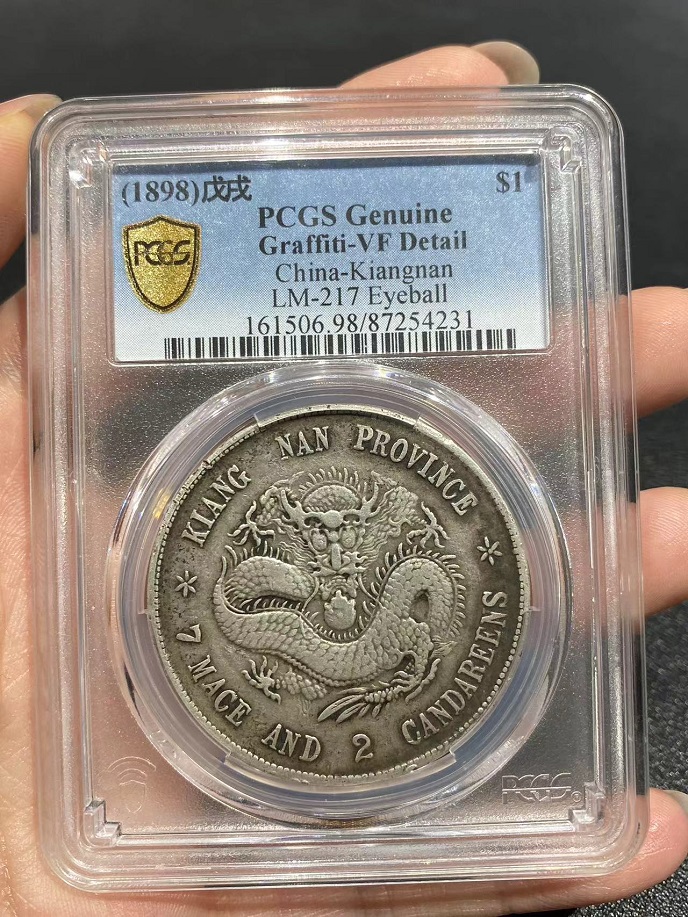 (1898)戊戌 $1
PCGS Genuine
PCGS
Graffiti-VF Detail
China-Kiangnan
LM-217 Eyeball
161506.98/87254231
KIANG NAN PROVINCE
7 MACE AND 2 CANDAREENS
PCGS